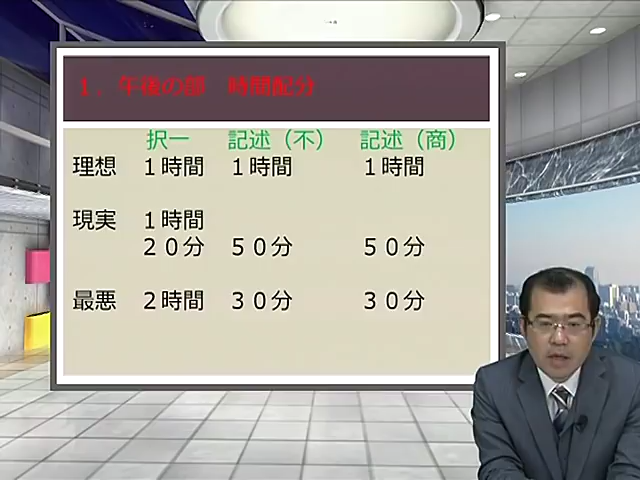 1．午後の部　時間配分
択一　記述（不）　記述（商）
理想　１時間　１時間　１時間
現実　１時間
２０分　５０分　５０分
最悪　２時間　３０分　３０分